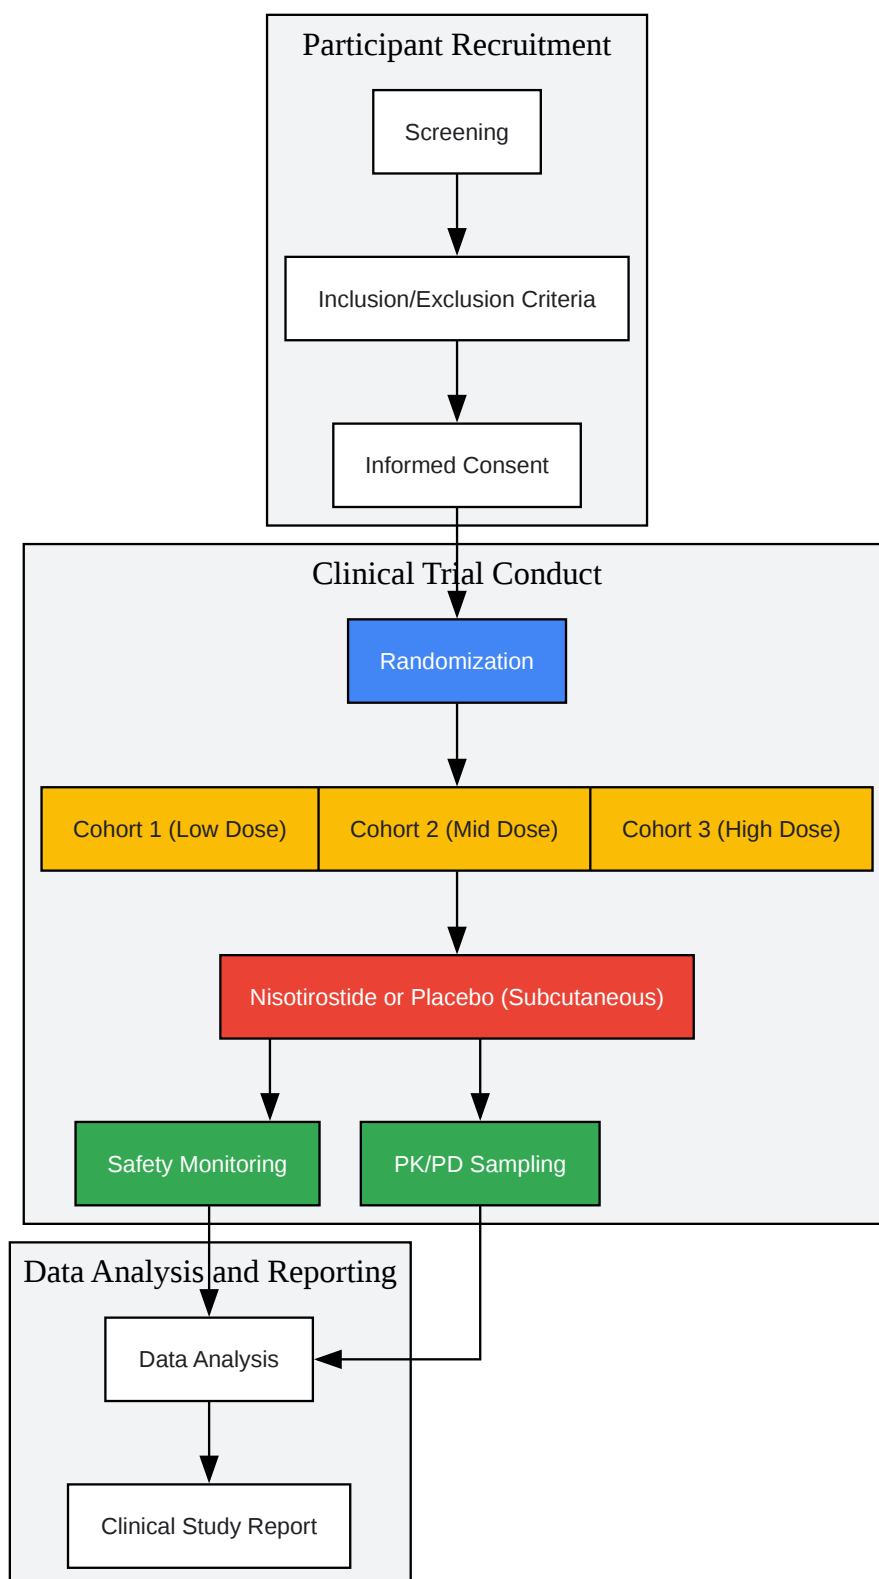 Participant Recruitment
Screening
Inclusion/Exclusion Criteria
Informed Consent
Clinical Trial Conduct
Randomization
Cohort 1 (Low Dose)
Cohort 2 (Mid Dose)
Cohort 3 (High Dose)
Nisotirostide or Placebo (Subcutaneous)
Safety Monitoring
PK/PD Sampling
Data Analysis and Reporting
Data Analysis
Clinical Study Report